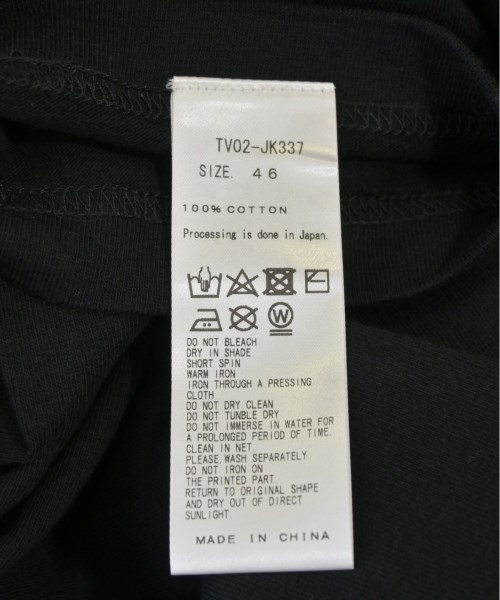 TV02-JK337
SIZE. 46
100% COTTON
Processing is done in Japan.
W
DO NOT BLEACH
DRY IN SHADE
SHORT SPIN
WARM IRON
IRON THROUGH A PRESSING
CLOTH
DO NOT DRY CLEAN
DO NOT TUNBLE DRY
DO NOT IMMERSE IN WATER FOR
A PROLONGED PERIOD OF TIME.
CLEAN IN NET.
PLEASE WASH SEPARATELY.
DO NOT IRON ON
THE PRINTED PART.
RETURN TO ORIGINAL SHAPE
AND DRY OUT OF DIRECT
SUNLIGHT.
MADE IN CHINA